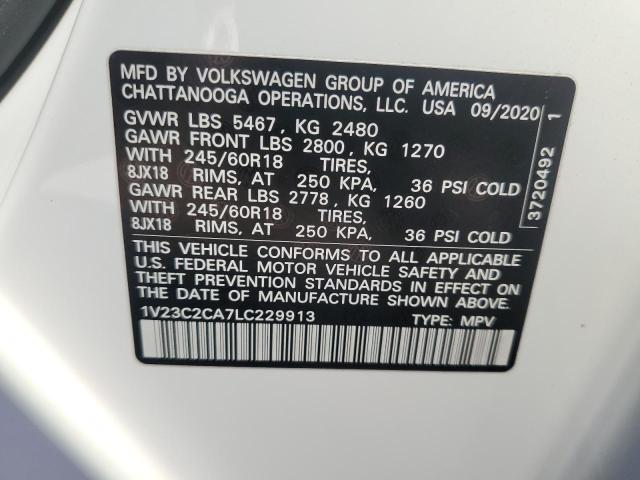 MFD BY VOLKSWAGEN GROUP OF AMERICA
CHATTANOOGA OPERATIONS, LLC. USA 09/2020
GVWR LBS 5467, KG 2480
GAWR FRONT LBS 2800, KG 1270
WITH 245/60R18 TIRES,
8JX18 RIMS, AT 250 KPA, 36 PSI COLD
GAWR REAR LBS 2778, KG 1260
WITH 245/60R18 TIRES,
8JX18 RIMS, AT 250 KPA, 36 PSI COLD
THIS VEHICLE CONFORMS TO ALL APPLICABLE
U.S. FEDERAL MOTOR VEHICLE SAFETY AND
THEFT PREVENTION STANDARDS IN EFFECT
ON THE DATE OF MANUFACTURE SHOWN ABOVE.
1V23C2CA7LC229913 TYPE: MPV
3720492 1